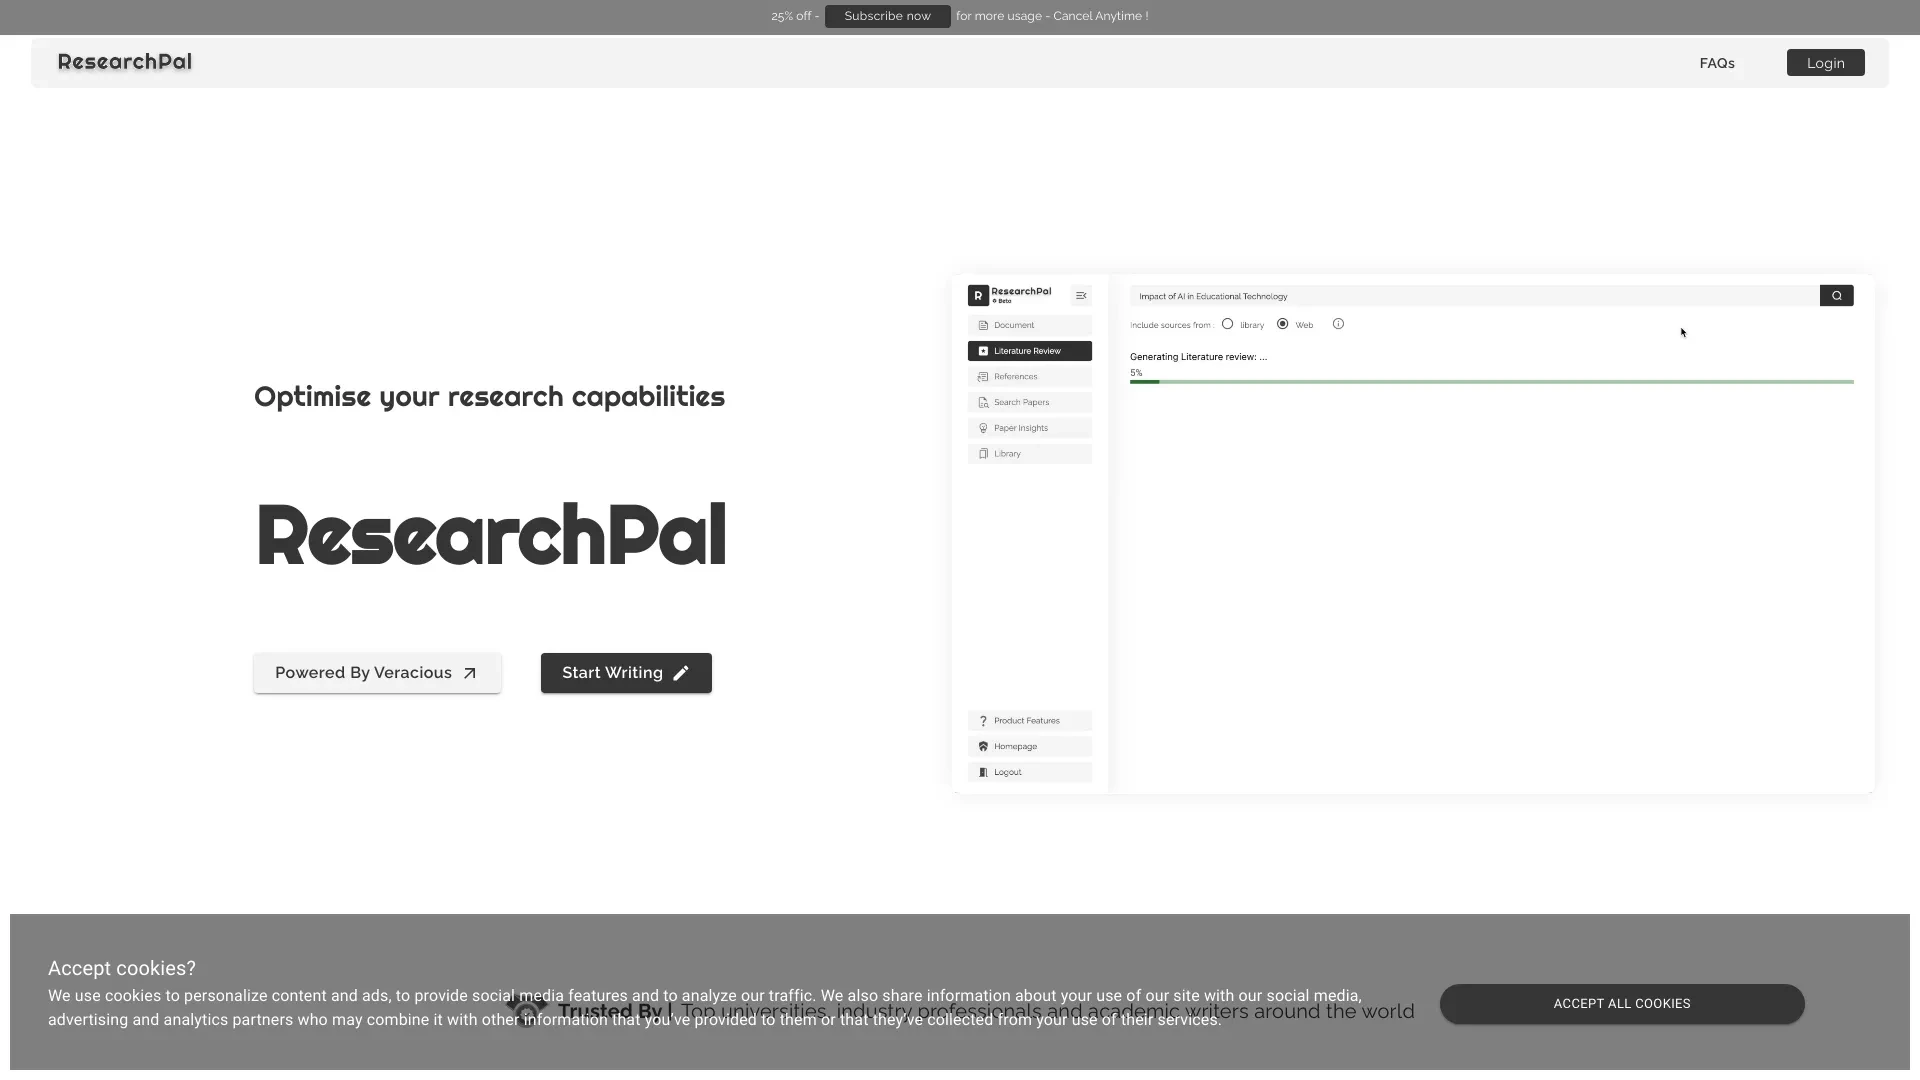 25% off - Subscribe now for more usage - Cancel Anytime !
ResearchPal
FAQs
Login
Optimise your research capabilities
ResearchPal
Powered By Veracious
Start Writing
R ResearchPal
Beta
Document
Literature Review
References
Search Papers
Paper Insights
Library
Product Features
Homepage
Logout
Impact of AI in Educational Technology
Include sources from : library Web
Generating Literature review: ...
5%
Accept cookies?
We use cookies to personalize content and ads, to provide social media features and to analyze our traffic. We also share information about your use of our site with our social media,
advertising and analytics partners who may combine it with other information that you've provided to them or that they've collected from your use of their services.
Trusted By | Top universities, industry professionals and academic writers around the world
ACCEPT ALL COOKIES